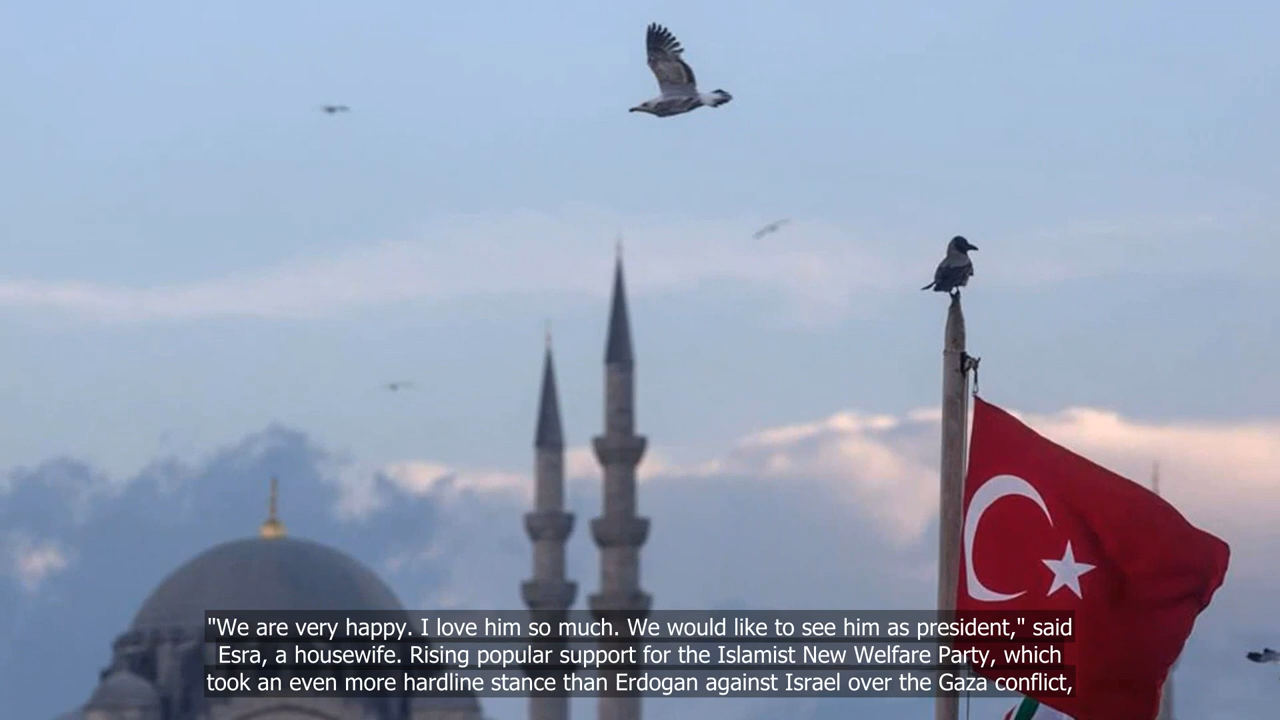 "We are very happy. I love him so much. We would like to see him as president," said
Esra, a housewife. Rising popular support for the Islamist New Welfare Party, which
took an even more hardline stance than Erdogan against Israel over the Gaza conflict,